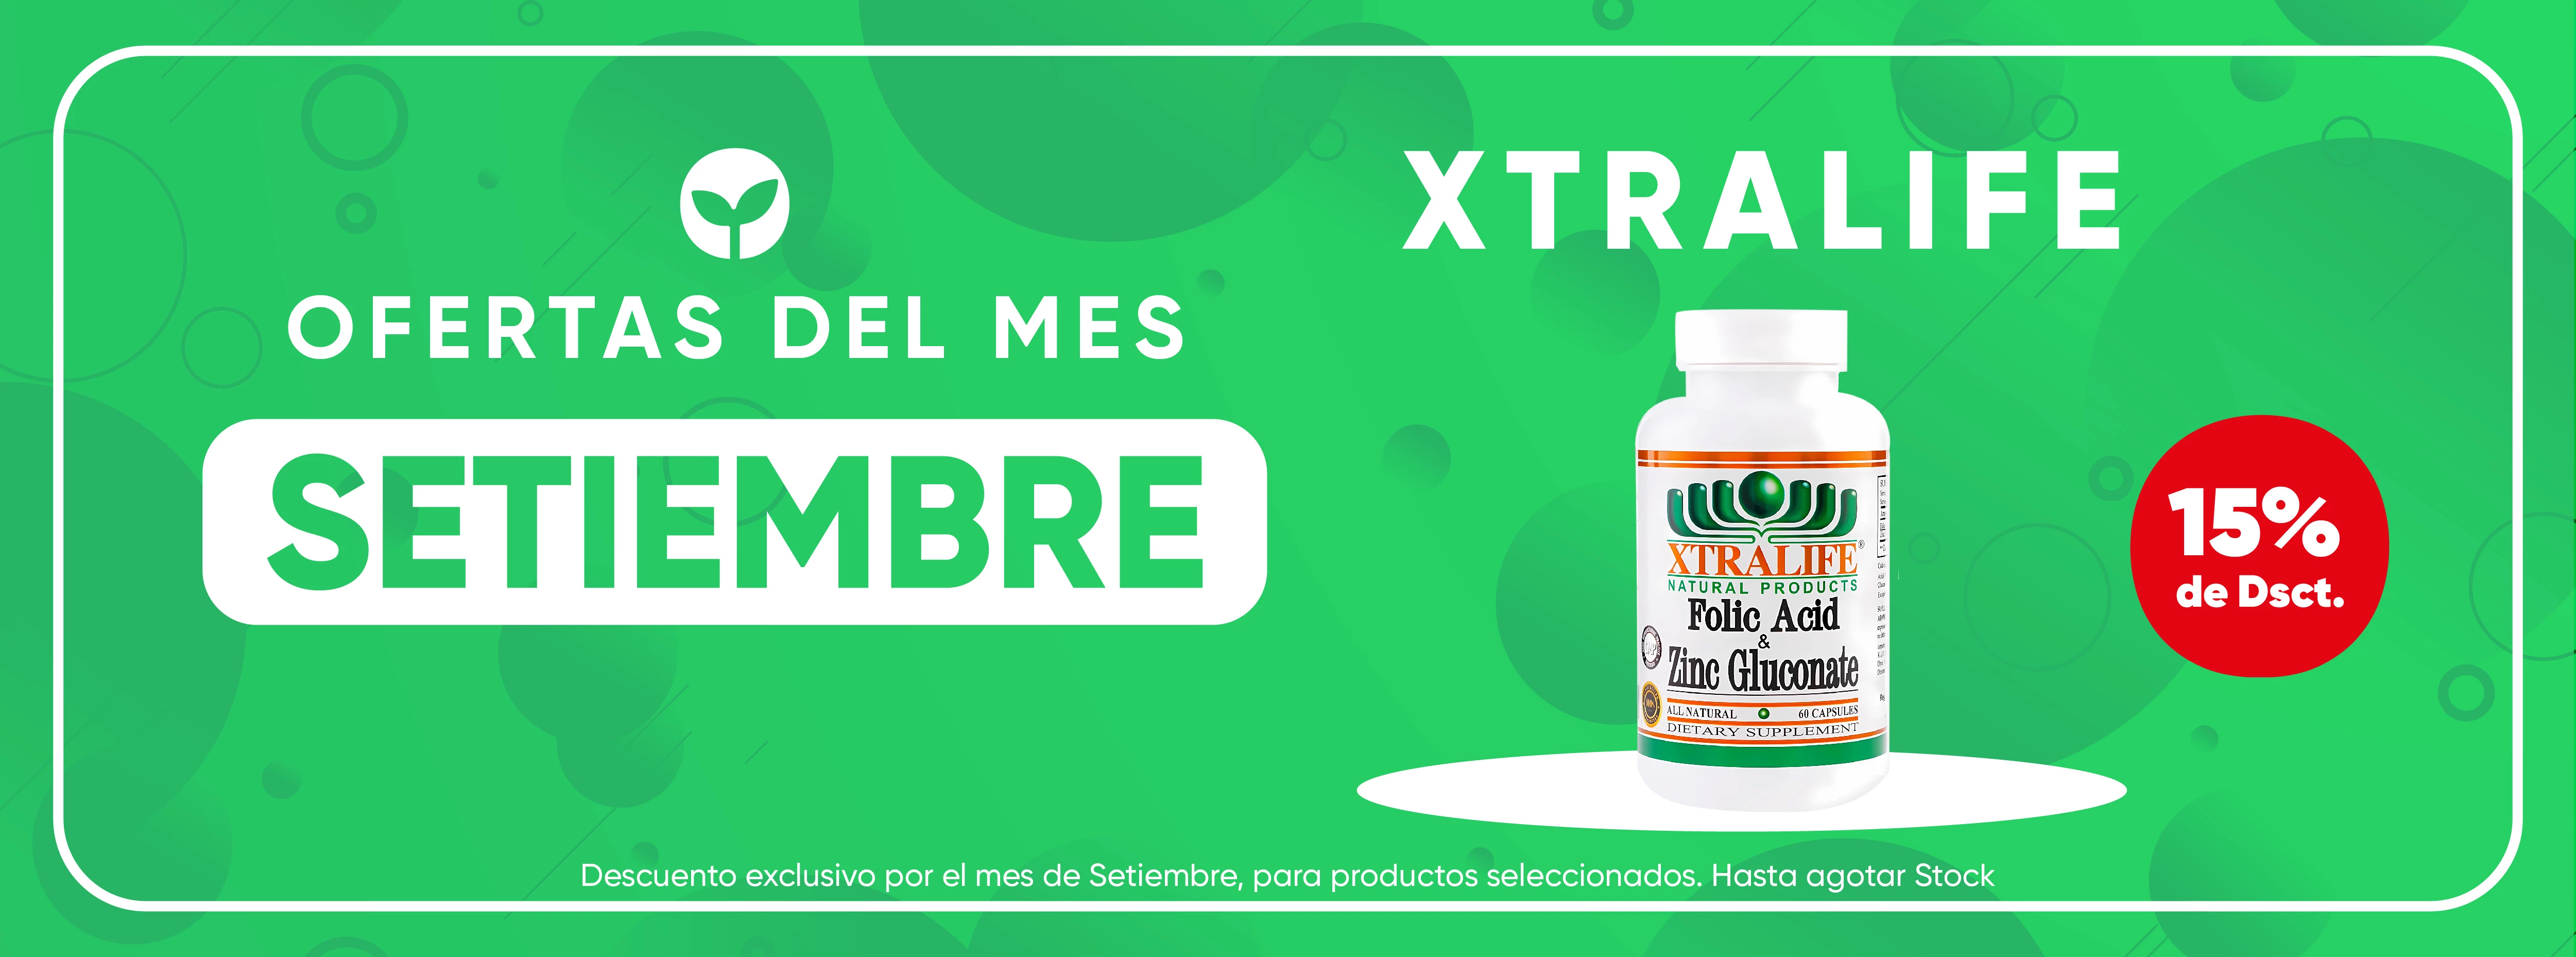 OFERTAS DEL MES
SETIEMBRE
XTRALIFE
XTRALIFE®
NATURAL PRODUCTS
Folic Acid
&
Zinc Gluconate
ALL NATURAL 60 CAPSULES
DIETARY SUPPLEMENT
15%
de Dsct.
Descuento exclusivo por el mes de Setiembre, para productos seleccionados. Hasta agotar Stock